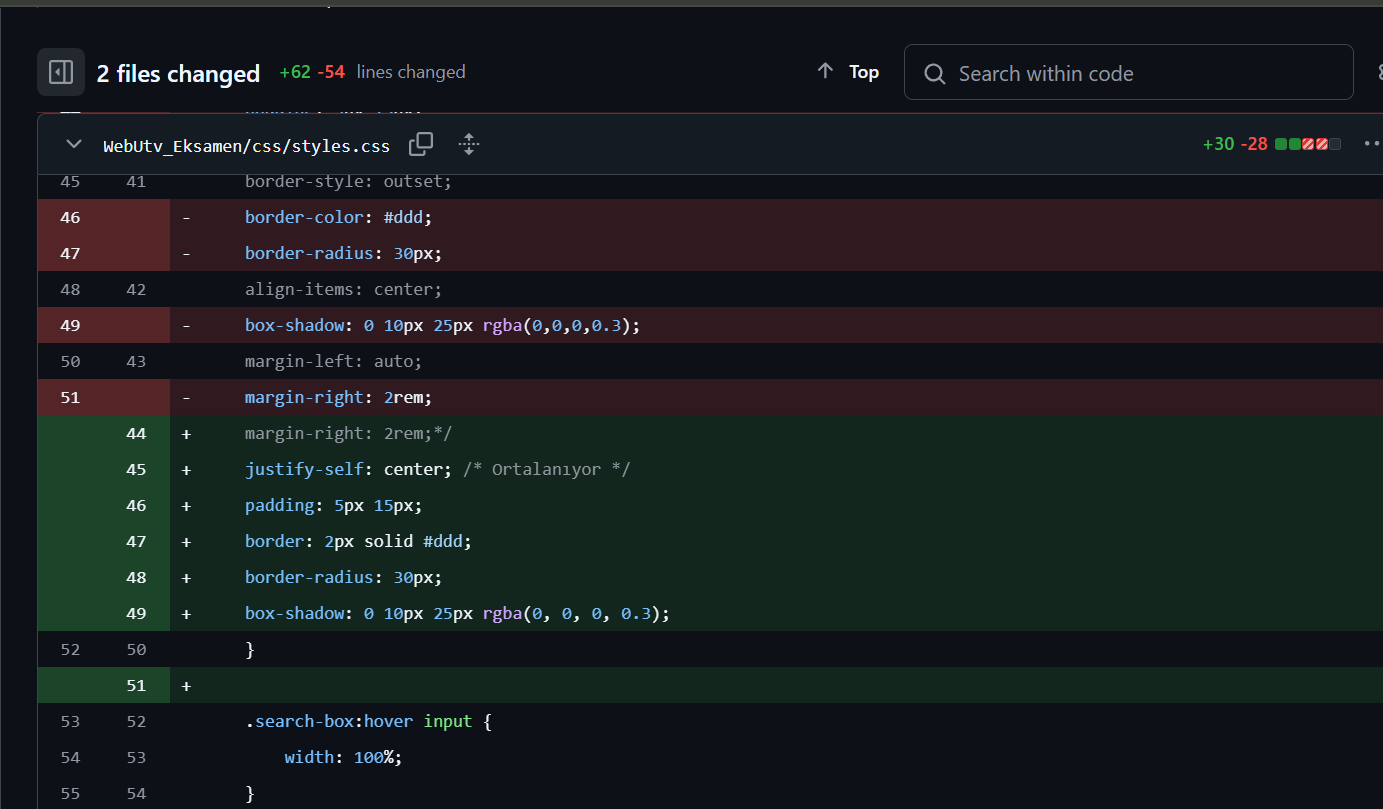 2 files changed +62 -54 lines changed
Top
Search within code
WebUtv_Eksamen/css/styles.css
+30 -28
45 41 border-style: outset;
46 - border-color: #ddd;
47 - border-radius: 30px;
48 42 align-items: center;
49 - box-shadow: 0 10px 25px rgba(0,0,0,0.3);
50 43 margin-left: auto;
51 - margin-right: 2rem;
44 + margin-right: 2rem;*/
45 + justify-self: center; /* Ortalanıyor */
46 + padding: 5px 15px;
47 + border: 2px solid #ddd;
48 + border-radius: 30px;
49 + box-shadow: 0 10px 25px rgba(0, 0, 0, 0.3);
52 50 }
51 +
53 52 .search-box:hover input {
54 53 width: 100%;
55 54 }